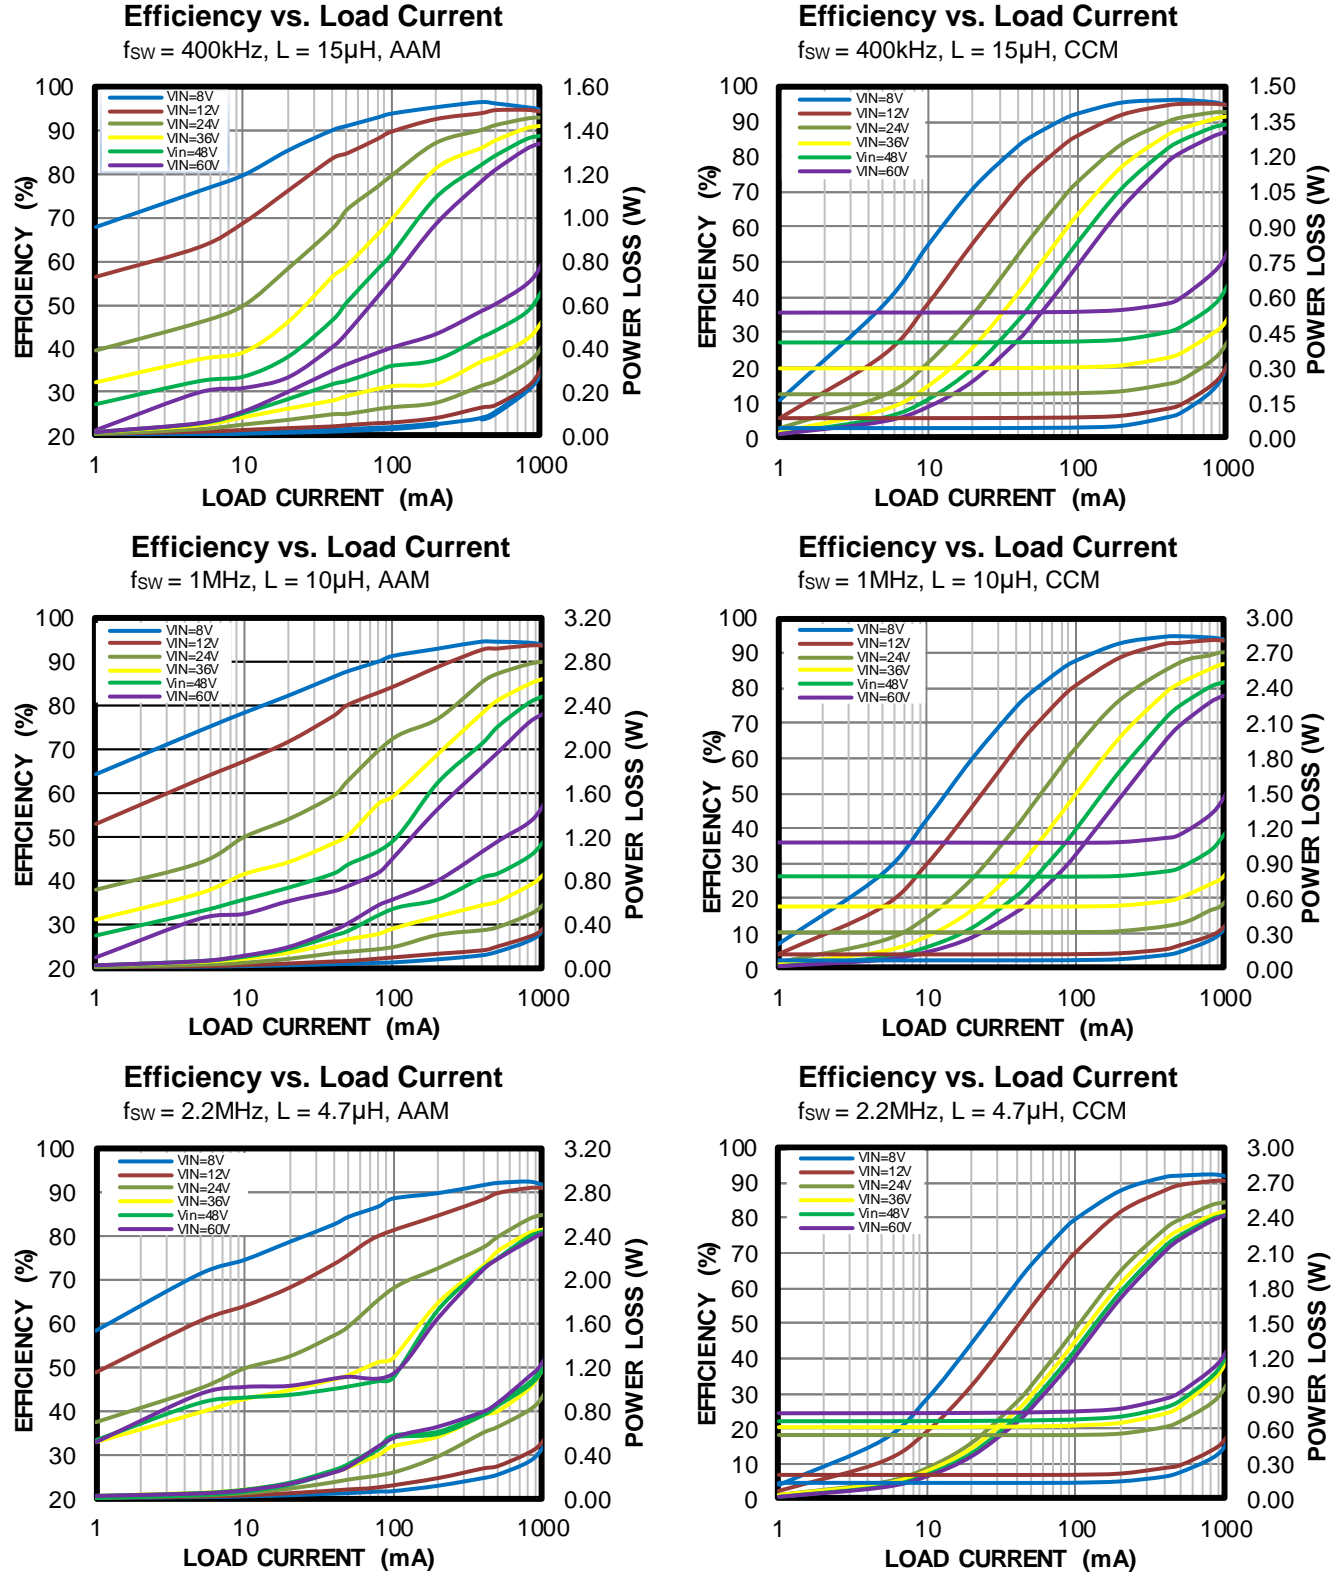 Efficiency vs. Load Current
fSW = 400kHz, L = 15µH, AAM
100
90
80
70
60
50
40
30
20
EFFICIENCY (%)
VIN=8V
VIN=12V
VIN=24V
VIN=36V
Vin=48V
VIN=60V
1.60
1.40
1.20
1.00
0.80
0.60
0.40
0.20
0.00
POWER LOSS (W)
1 10 100 1000
LOAD CURRENT (mA)
Efficiency vs. Load Current
fSW = 400kHz, L = 15µH, CCM
100
90
80
70
60
50
40
30
20
10
0
EFFICIENCY (%)
VIN=8V
VIN=12V
VIN=24V
VIN=36V
Vin=48V
VIN=60V
1.50
1.35
1.20
1.05
0.90
0.75
0.60
0.45
0.30
0.15
0.00
POWER LOSS (W)
1 10 100 1000
LOAD CURRENT (mA)
Efficiency vs. Load Current
fSW = 1MHz, L = 10µH, AAM
100
90
80
70
60
50
40
30
20
EFFICIENCY (%)
VIN=8V
VIN=12V
VIN=24V
VIN=36V
Vin=48V
VIN=60V
3.20
2.80
2.40
2.00
1.60
1.20
0.80
0.40
0.00
POWER LOSS (W)
1 10 100 1000
LOAD CURRENT (mA)
Efficiency vs. Load Current
fSW = 1MHz, L = 10µH, CCM
100
90
80
70
60
50
40
30
20
10
0
EFFICIENCY (%)
VIN=8V
VIN=12V
VIN=24V
VIN=36V
Vin=48V
VIN=60V
3.00
2.70
2.40
2.10
1.80
1.50
1.20
0.90
0.60
0.30
0.00
POWER LOSS (W)
1 10 100 1000
LOAD CURRENT (mA)
Efficiency vs. Load Current
fSW = 2.2MHz, L = 4.7µH, AAM
100
90
80
70
60
50
40
30
20
EFFICIENCY (%)
VIN=8V
VIN=12V
VIN=24V
VIN=36V
Vin=48V
VIN=60V
3.20
2.80
2.40
2.00
1.60
1.20
0.80
0.40
0.00
POWER LOSS (W)
1 10 100 1000
LOAD CURRENT (mA)
Efficiency vs. Load Current
fSW = 2.2MHz, L = 4.7µH, CCM
100
90
80
70
60
50
40
30
20
10
0
EFFICIENCY (%)
VIN=8V
VIN=12V
VIN=24V
VIN=36V
Vin=48V
VIN=60V
3.00
2.70
2.40
2.10
1.80
1.50
1.20
0.90
0.60
0.30
0.00
POWER LOSS (W)
1 10 100 1000
LOAD CURRENT (mA)